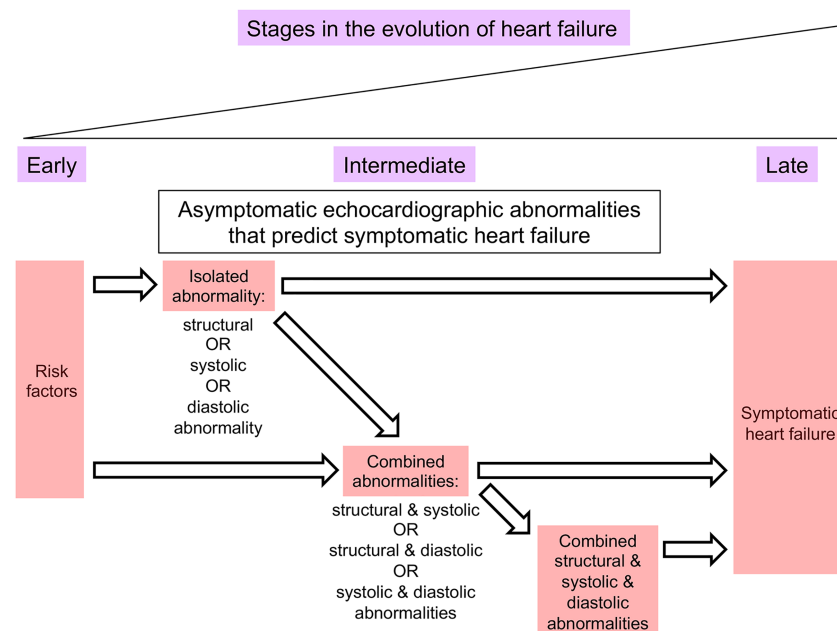 Stages in the evolution of heart failure
Early
Intermediate
Late
Asymptomatic echocardiographic abnormalities
that predict symptomatic heart failure
Risk
factors
Isolated
abnormality:
structural
OR
systolic
OR
diastolic
abnormality
Combined
abnormalities:
structural & systolic
OR
structural & diastolic
OR
systolic & diastolic
abnormalities
Combined
structural &
systolic &
diastolic
abnormalities
Symptomatic
heart failure